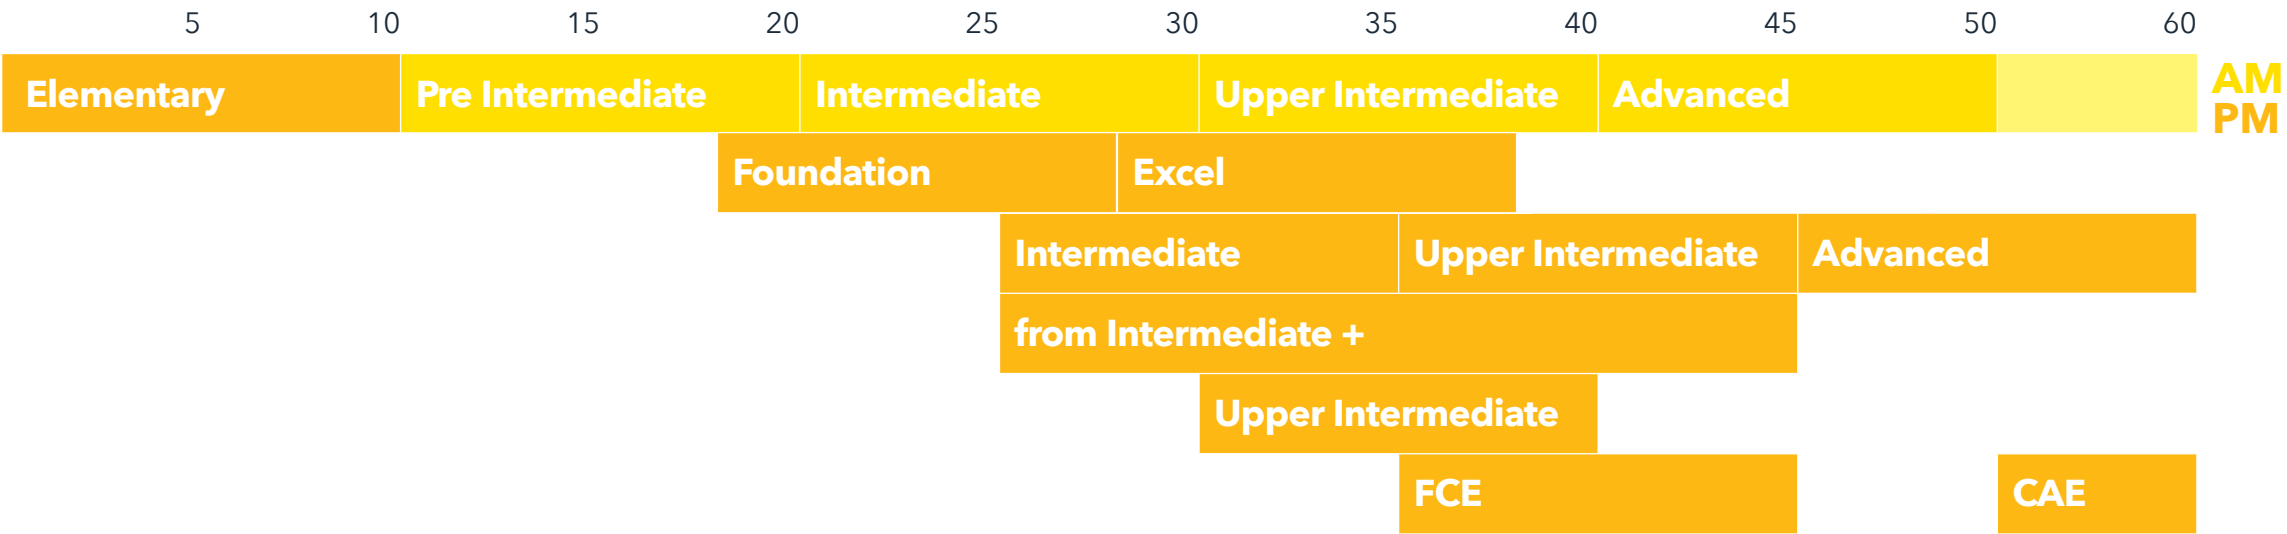 5 10 15 20 25 30 35 40 45 50 60
Elementary Pre Intermediate Intermediate Upper Intermediate Advanced AM
PM
Foundation Excel
Intermediate Upper Intermediate Advanced
from Intermediate +
Upper Intermediate
FCE CAE